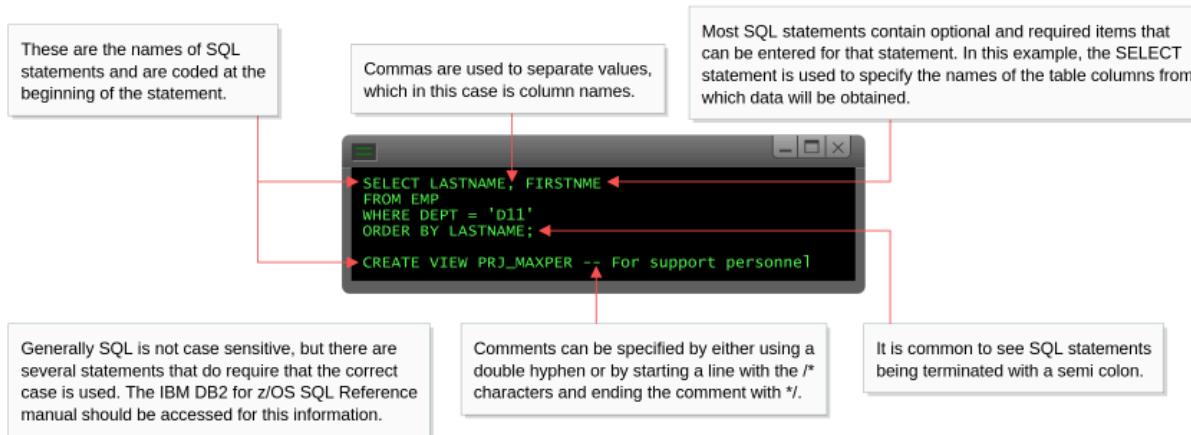 These are the names of SQL
statements and are coded at the
beginning of the statement.
Commas are used to separate values,
which in this case is column names.
Most SQL statements contain optional and required items that
can be entered for that statement. In this example, the SELECT
statement is used to specify the names of the table columns from
which data will be obtained.
SELECT LASTNAME, FIRSTNME
FROM EMP
WHERE DEPT = 'D11'
ORDER BY LASTNAME;
CREATE VIEW PRJ_MAXPER -- For support personnel
Generally SQL is not case sensitive, but there are
several statements that do require that the correct
case is used. The IBM DB2 for z/OS SQL Reference
manual should be accessed for this information.
Comments can be specified by either using a
double hyphen or by starting a line with the /*
characters and ending the comment with */.
It is common to see SQL statements
being terminated with a semi colon.